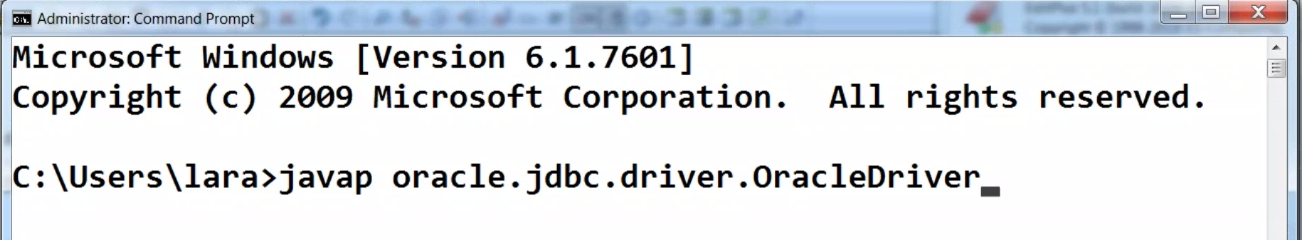 Administrator: Command Prompt
Microsoft Windows [Version 6.1.7601]
Copyright (c) 2009 Microsoft Corporation.  All rights reserved.
C:\Users\lara>javap oracle.jdbc.driver.OracleDriver